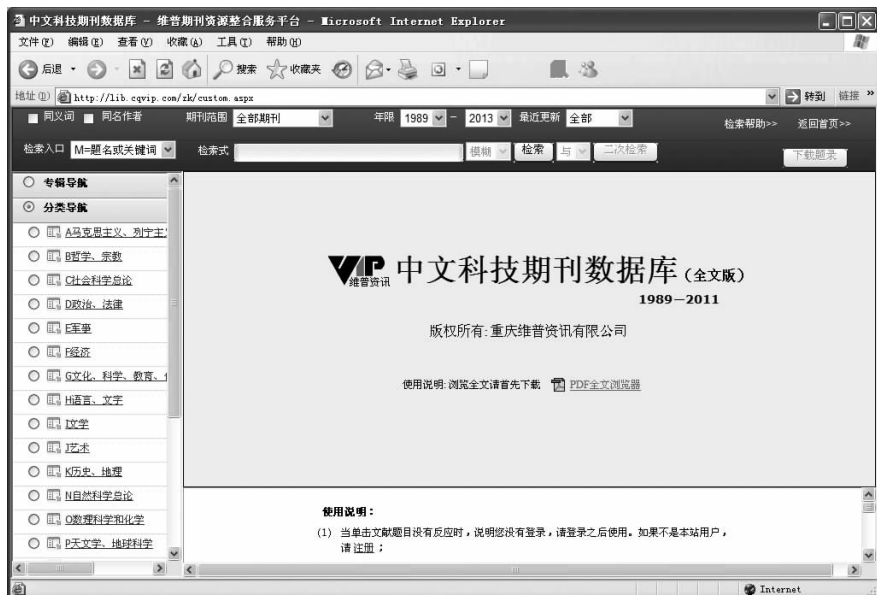 中文科技期刊数据库 - 维普期刊资源整合服务平台 - Microsoft Internet Explorer
文件(F) 编辑(E) 查看(V) 收藏(A) 工具(T) 帮助(H)
后退 搜索 收藏夹
地址(D) http://lib.cqvip.com/zk/custom.aspx 转到 链接 »
同义词 同名作者 期刊范围 全部期刊 年限 1989 - 2013 最近更新 全部 检索帮助>> 返回首页>>
检索入口 M=题名或关键词 检索式 模糊 检索 与 二次检索 下载题录
专辑导航
分类导航
A马克思主义、列宁主
B哲学、宗教
C社会科学总论
D政治、法律
E军事
F经济
G文化、科学、教育、
H语言、文字
I文学
J艺术
K历史、地理
N自然科学总论
O数理科学和化学
P天文学、地球科学
VIP 维普资讯 中文科技期刊数据库(全文版)
1989-2011
版权所有:重庆维普资讯有限公司
使用说明:浏览全文请首先下载 PDF全文浏览器
使用说明:
(1) 当单击文献题目没有反应时,说明您没有登录,请登录之后使用。如果不是本站用户,
请注册;
Internet